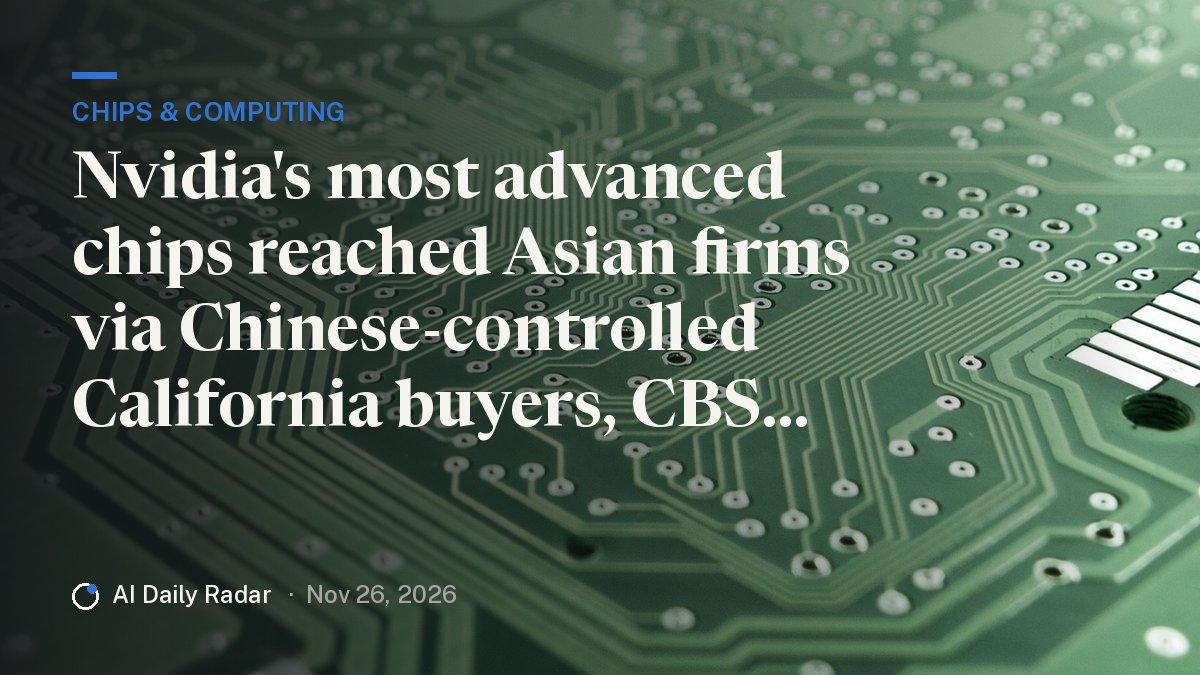 CHIPS & COMPUTING
Nvidia's most advanced
chips reached Asian firms
via Chinese-controlled
California buyers, CBS...
AI Daily Radar · Nov 26, 2026